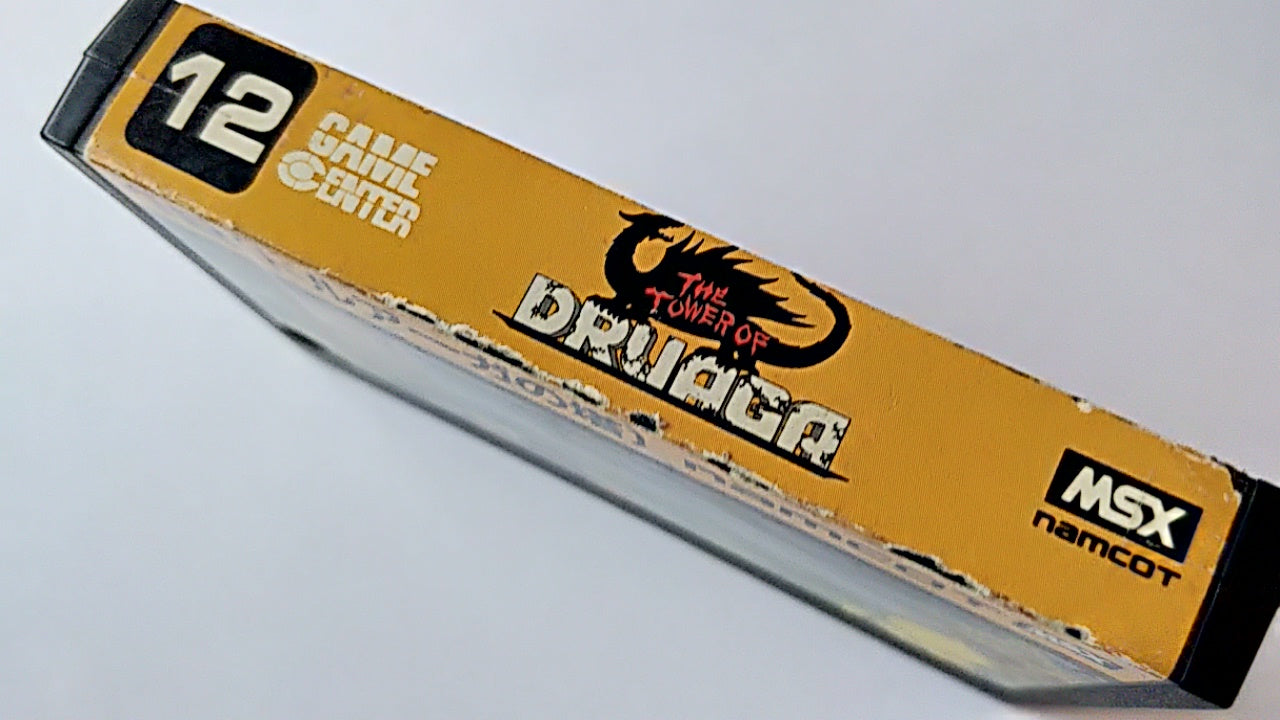 12
GAME
CENTER
THE
TOWER OF
DRUAGA
MSX
namcot